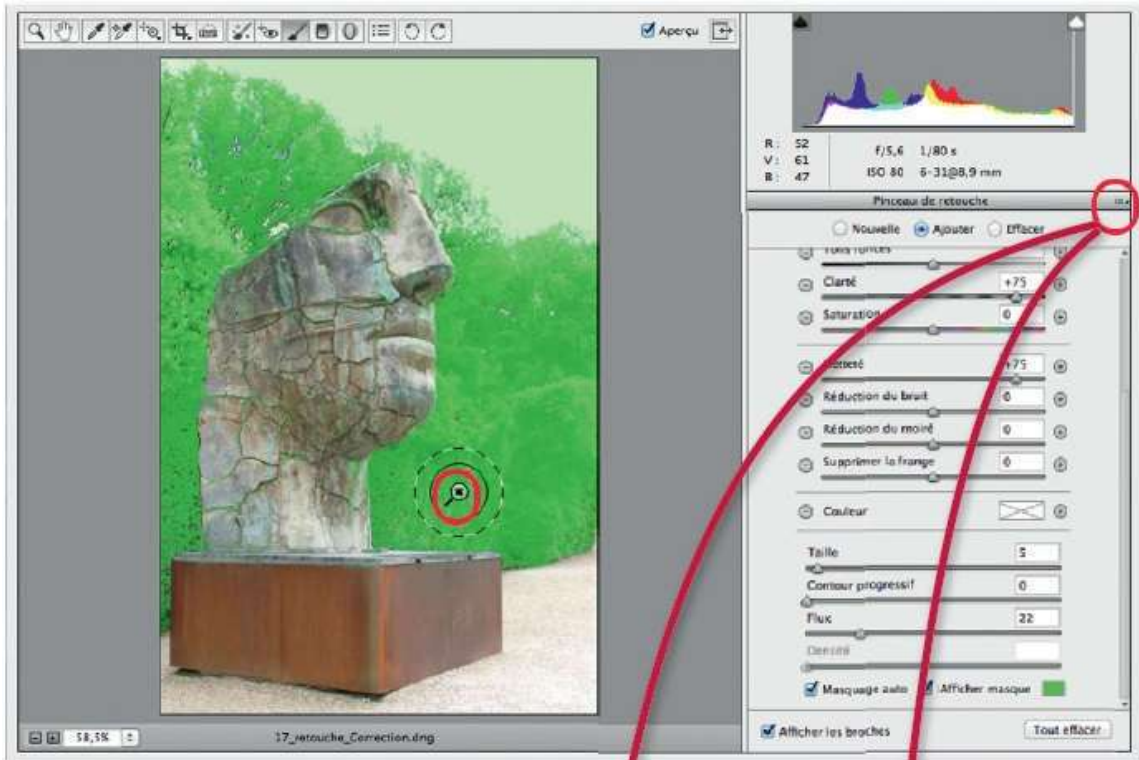 Aperçu
R : 52
V : 61
B : 47
f/5,6 1/80 s
ISO 80 6-31@8,9 mm
Pinceau de retouche
Nouvelle Ajouter Effacer
Tons foncés
Clarté +75
Saturation 0
Netteté +75
Réduction du bruit 0
Réduction du moiré 0
Supprimer la frange 0
Couleur
Taille 5
Contour progressif 0
Flux 22
Densité
Masquage auto Afficher masque
58,5% 17_retouche_Correction.dng
Afficher les broches Tout effacer